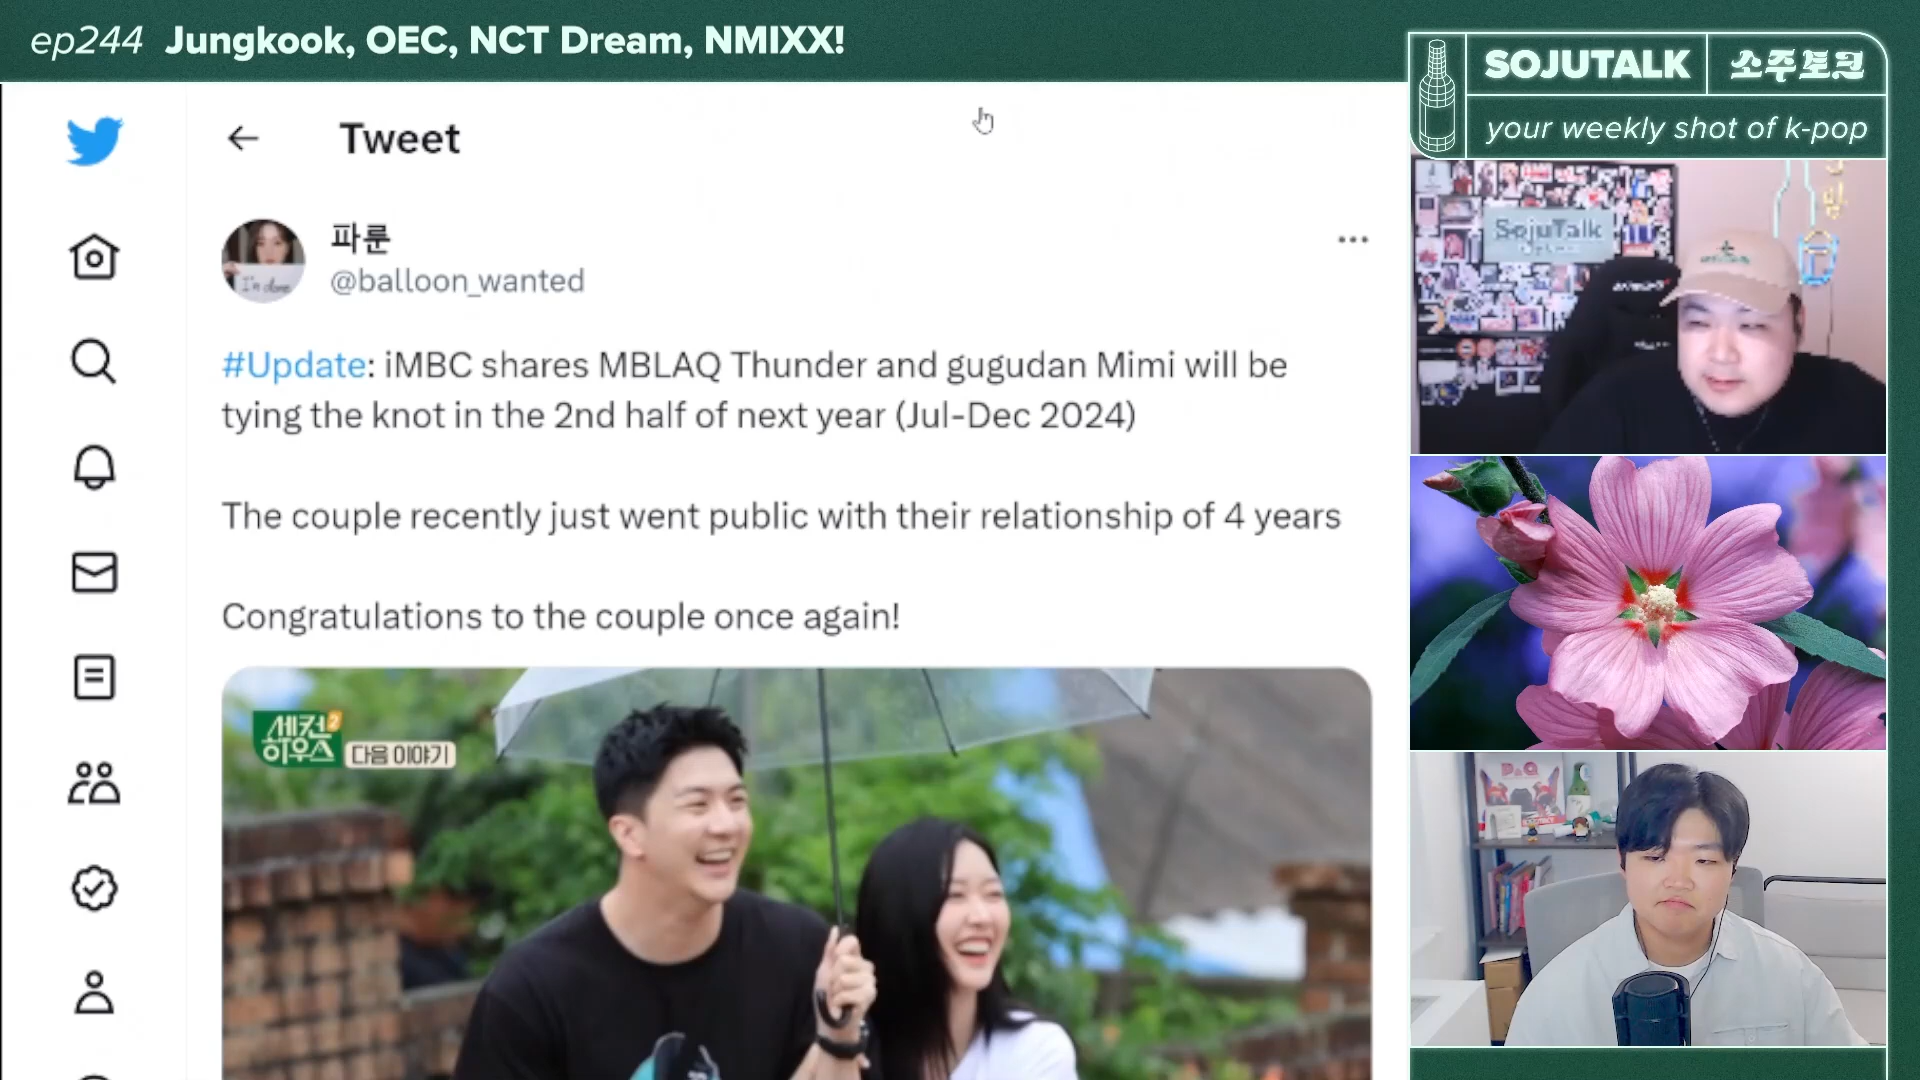 ep244 Jungkook, OEC, NCT Dream, NMIXX!
SOJUTALK 소주토크
your weekly shot of k-pop
Tweet
파룬
@balloon_wanted
I'm done
#Update: iMBC shares MBLAQ Thunder and gugudan Mimi will be
tying the knot in the 2nd half of next year (Jul-Dec 2024)
The couple recently just went public with their relationship of 4 years
Congratulations to the couple once again!
세컨
하우스2
다음 이야기
SojuTalk